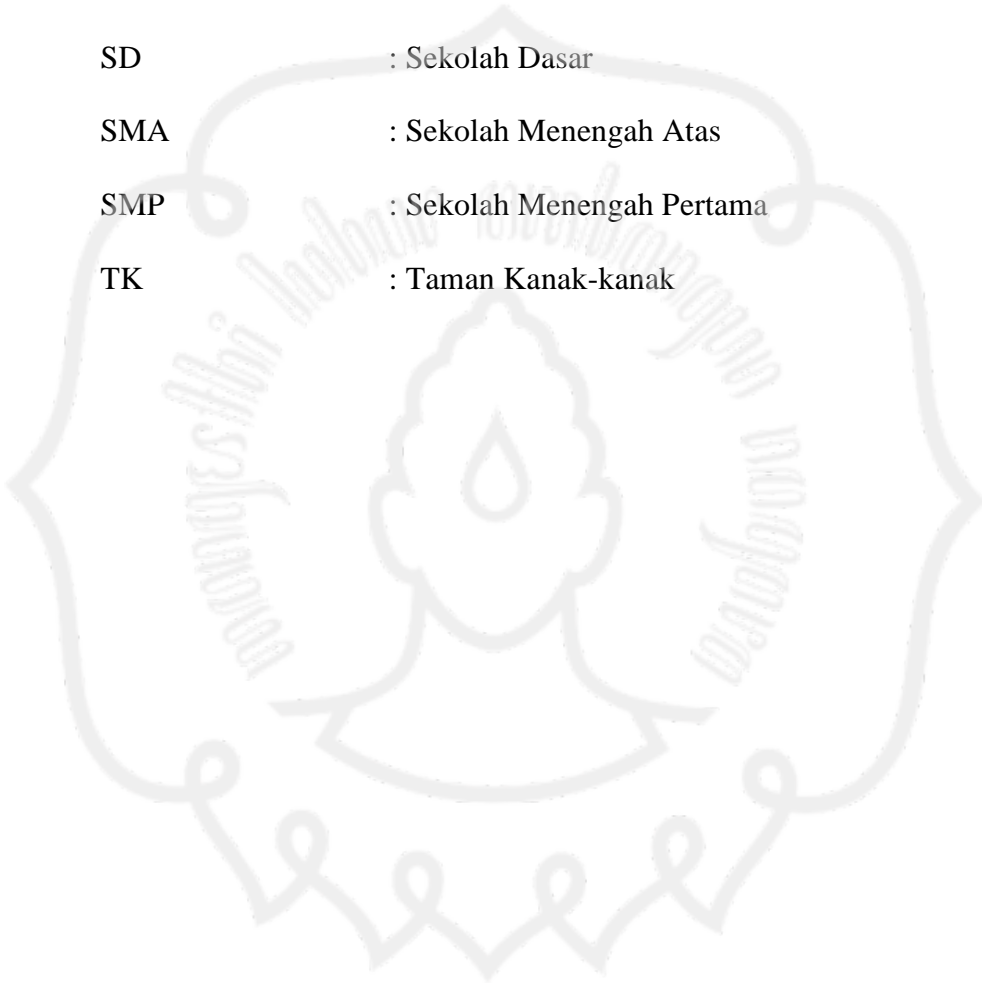 SD : Sekolah Dasar
SMA : Sekolah Menengah Atas
SMP : Sekolah Menengah Pertama
TK : Taman Kanak-kanak